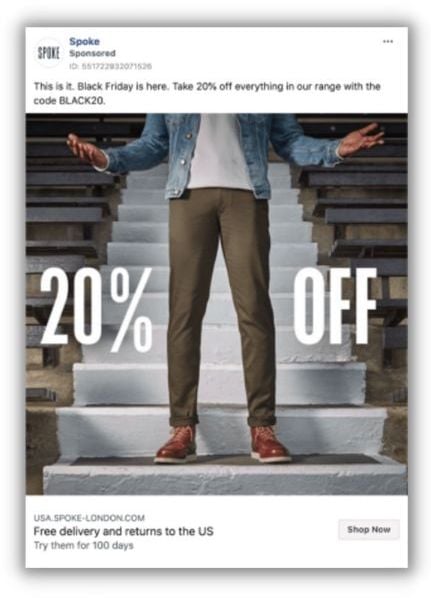 SPOKE
Spoke
Sponsored
ID: 551722932071526
This is it. Black Friday is here. Take 20% off everything in our range with the
code BLACK20.
20% OFF
USA.SPOKE-LONDON.COM
Free delivery and returns to the US
Try them for 100 days
Shop Now